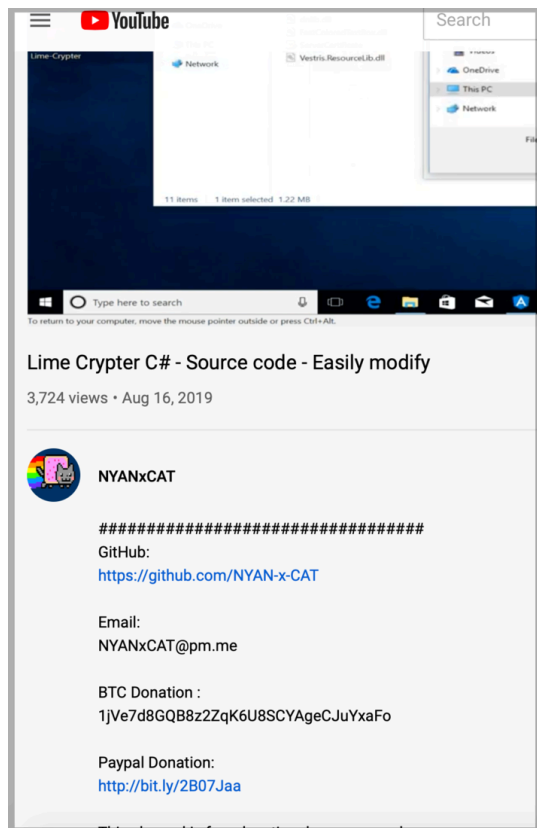 YouTube
Search
Lime-Crypter
Network
Vestris.ResourceLib.dll
OneDrive
This PC
Network
11 items 1 item selected 1.22 MB
Type here to search
To return to your computer, move the mouse pointer outside or press Ctrl+Alt.
Lime Crypter C# - Source code - Easily modify
3,724 views • Aug 16, 2019
NYANxCAT
##################################
GitHub:
https://github.com/NYAN-x-CAT
Email:
NYANxCAT@pm.me
BTC Donation :
1jVe7d8GQB8z2ZqK6U8SCYAgeCJuYxaFo
Paypal Donation:
http://bit.ly/2B07Jaa